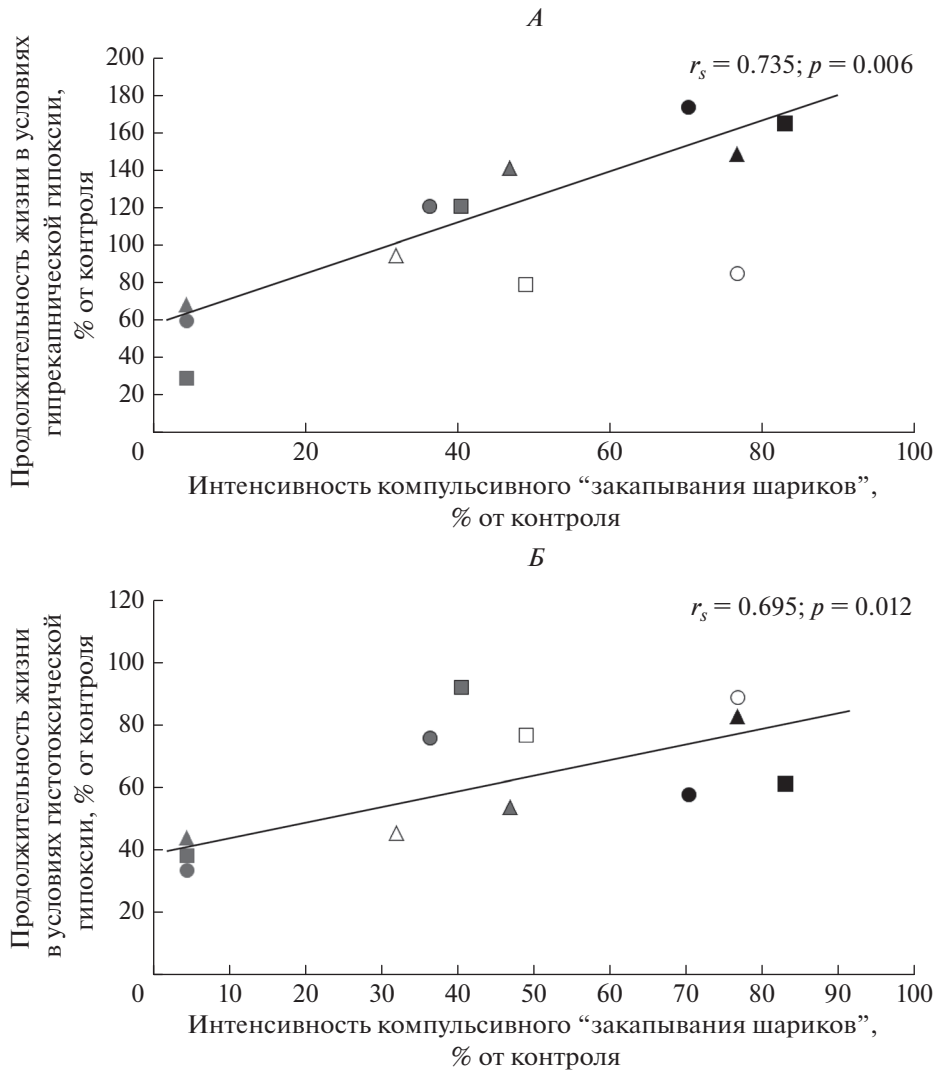 А
Продолжительность жизни в условиях
гипрекапнической гипоксии,
% от контроля
200
180
160
140
120
100
80
60
40
20
r_s = 0.735; p = 0.006
0 20 40 60 80 100
Интенсивность компульсивного “закапывания шариков”,
% от контроля
Б
Продолжительность жизни
в условиях гистотоксической
гипоксии, % от контроля
120
100
80
60
40
20
r_s = 0.695; p = 0.012
0 10 20 30 40 50 60 70 80 90 100
Интенсивность компульсивного “закапывания шариков”,
% от контроля